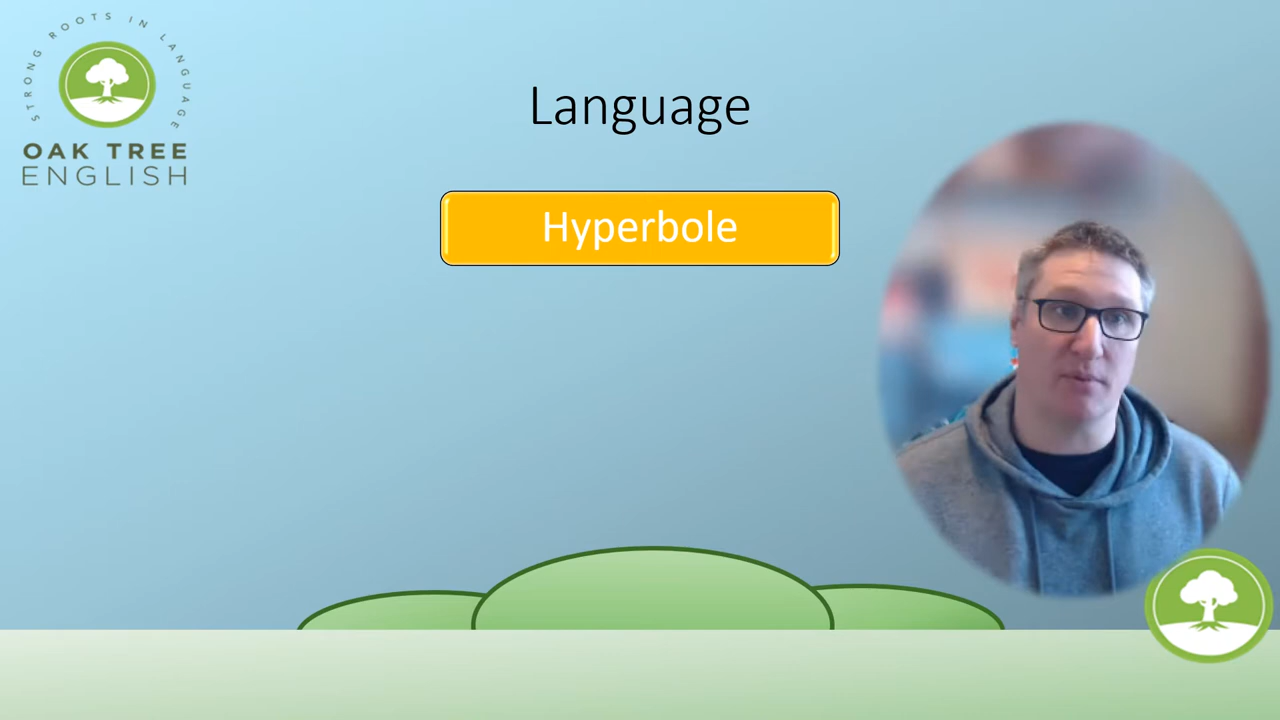 STRONG ROOTS IN LANGUAGE
OAK TREE
ENGLISH
Language
Hyperbole